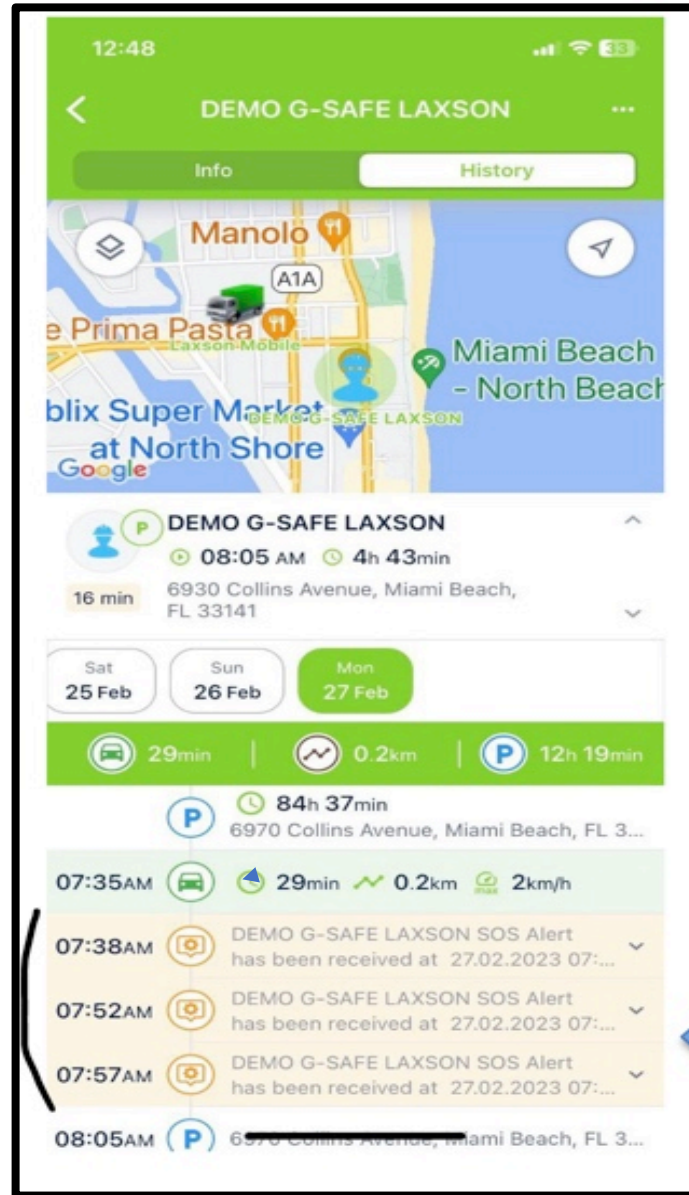 12:48
33
DEMO G-SAFE LAXSON
Info
History
Manolo
A1A
e Prima Pasta
Laxson-Mobile
Miami Beach
- North Beach
blix Super Market
DEMO G-SAFE LAXSON
at North Shore
Google
P
DEMO G-SAFE LAXSON
08:05 AM 4h 43min
16 min
6930 Collins Avenue, Miami Beach,
FL 33141
Sat
25 Feb
Sun
26 Feb
Mon
27 Feb
29min | 0.2km | P 12h 19min
P 84h 37min
6970 Collins Avenue, Miami Beach, FL 3...
07:35AM 29min 0.2km max 2km/h
07:38AM DEMO G-SAFE LAXSON SOS Alert
has been received at 27.02.2023 07:...
07:52AM DEMO G-SAFE LAXSON SOS Alert
has been received at 27.02.2023 07:...
07:57AM DEMO G-SAFE LAXSON SOS Alert
has been received at 27.02.2023 07:...
08:05AM P 6970 Collins Avenue, Miami Beach, FL 3...